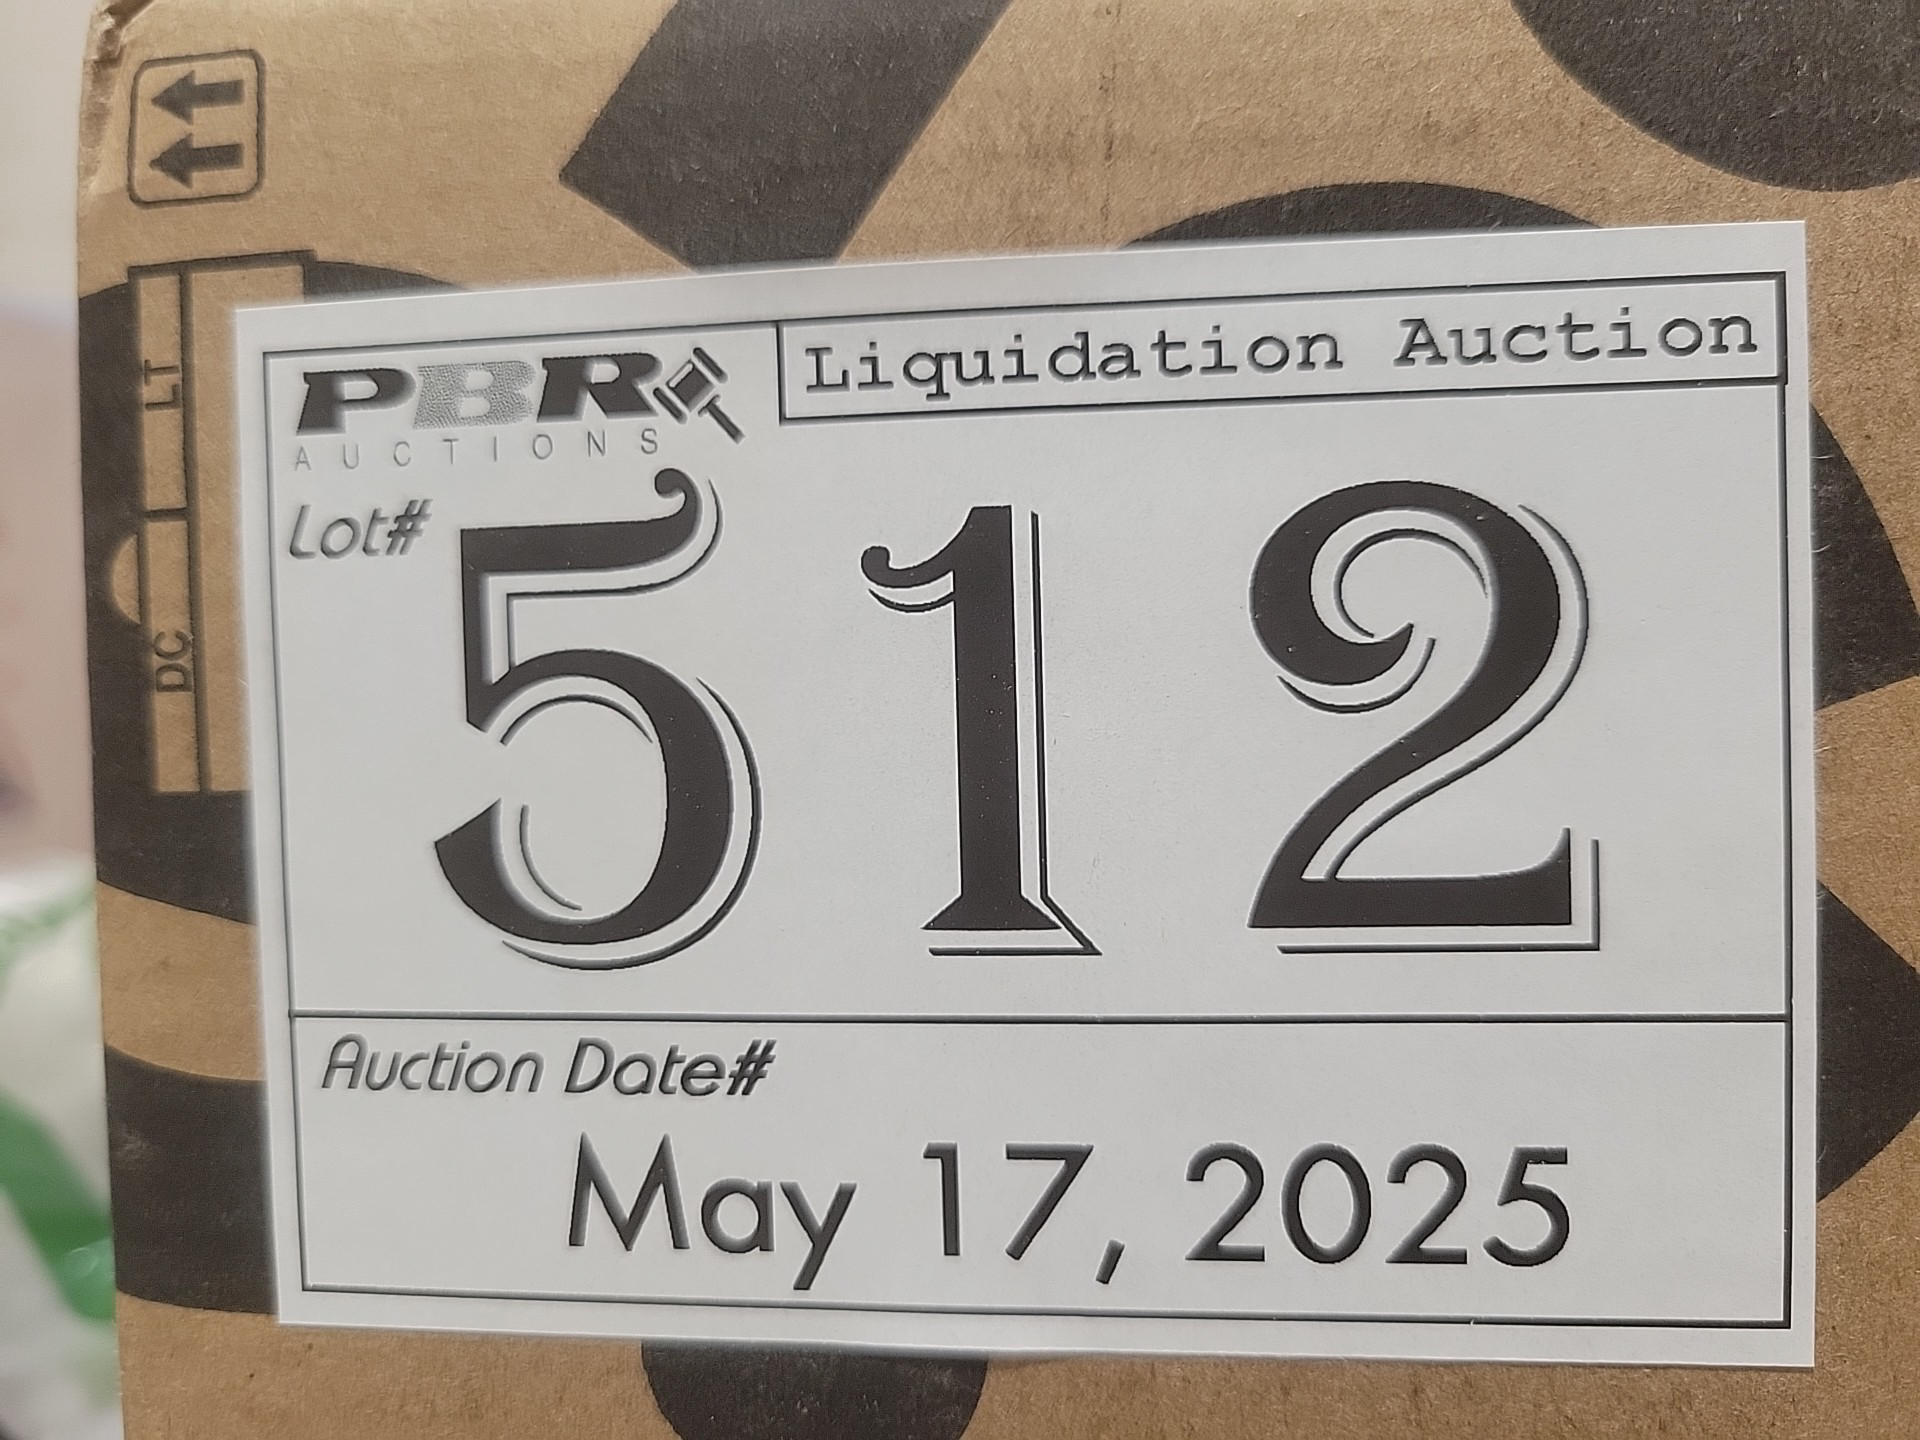 PBR
AUCTIONS
Liquidation Auction
Lot#
512
Auction Date#
May 17, 2025
LT
DC